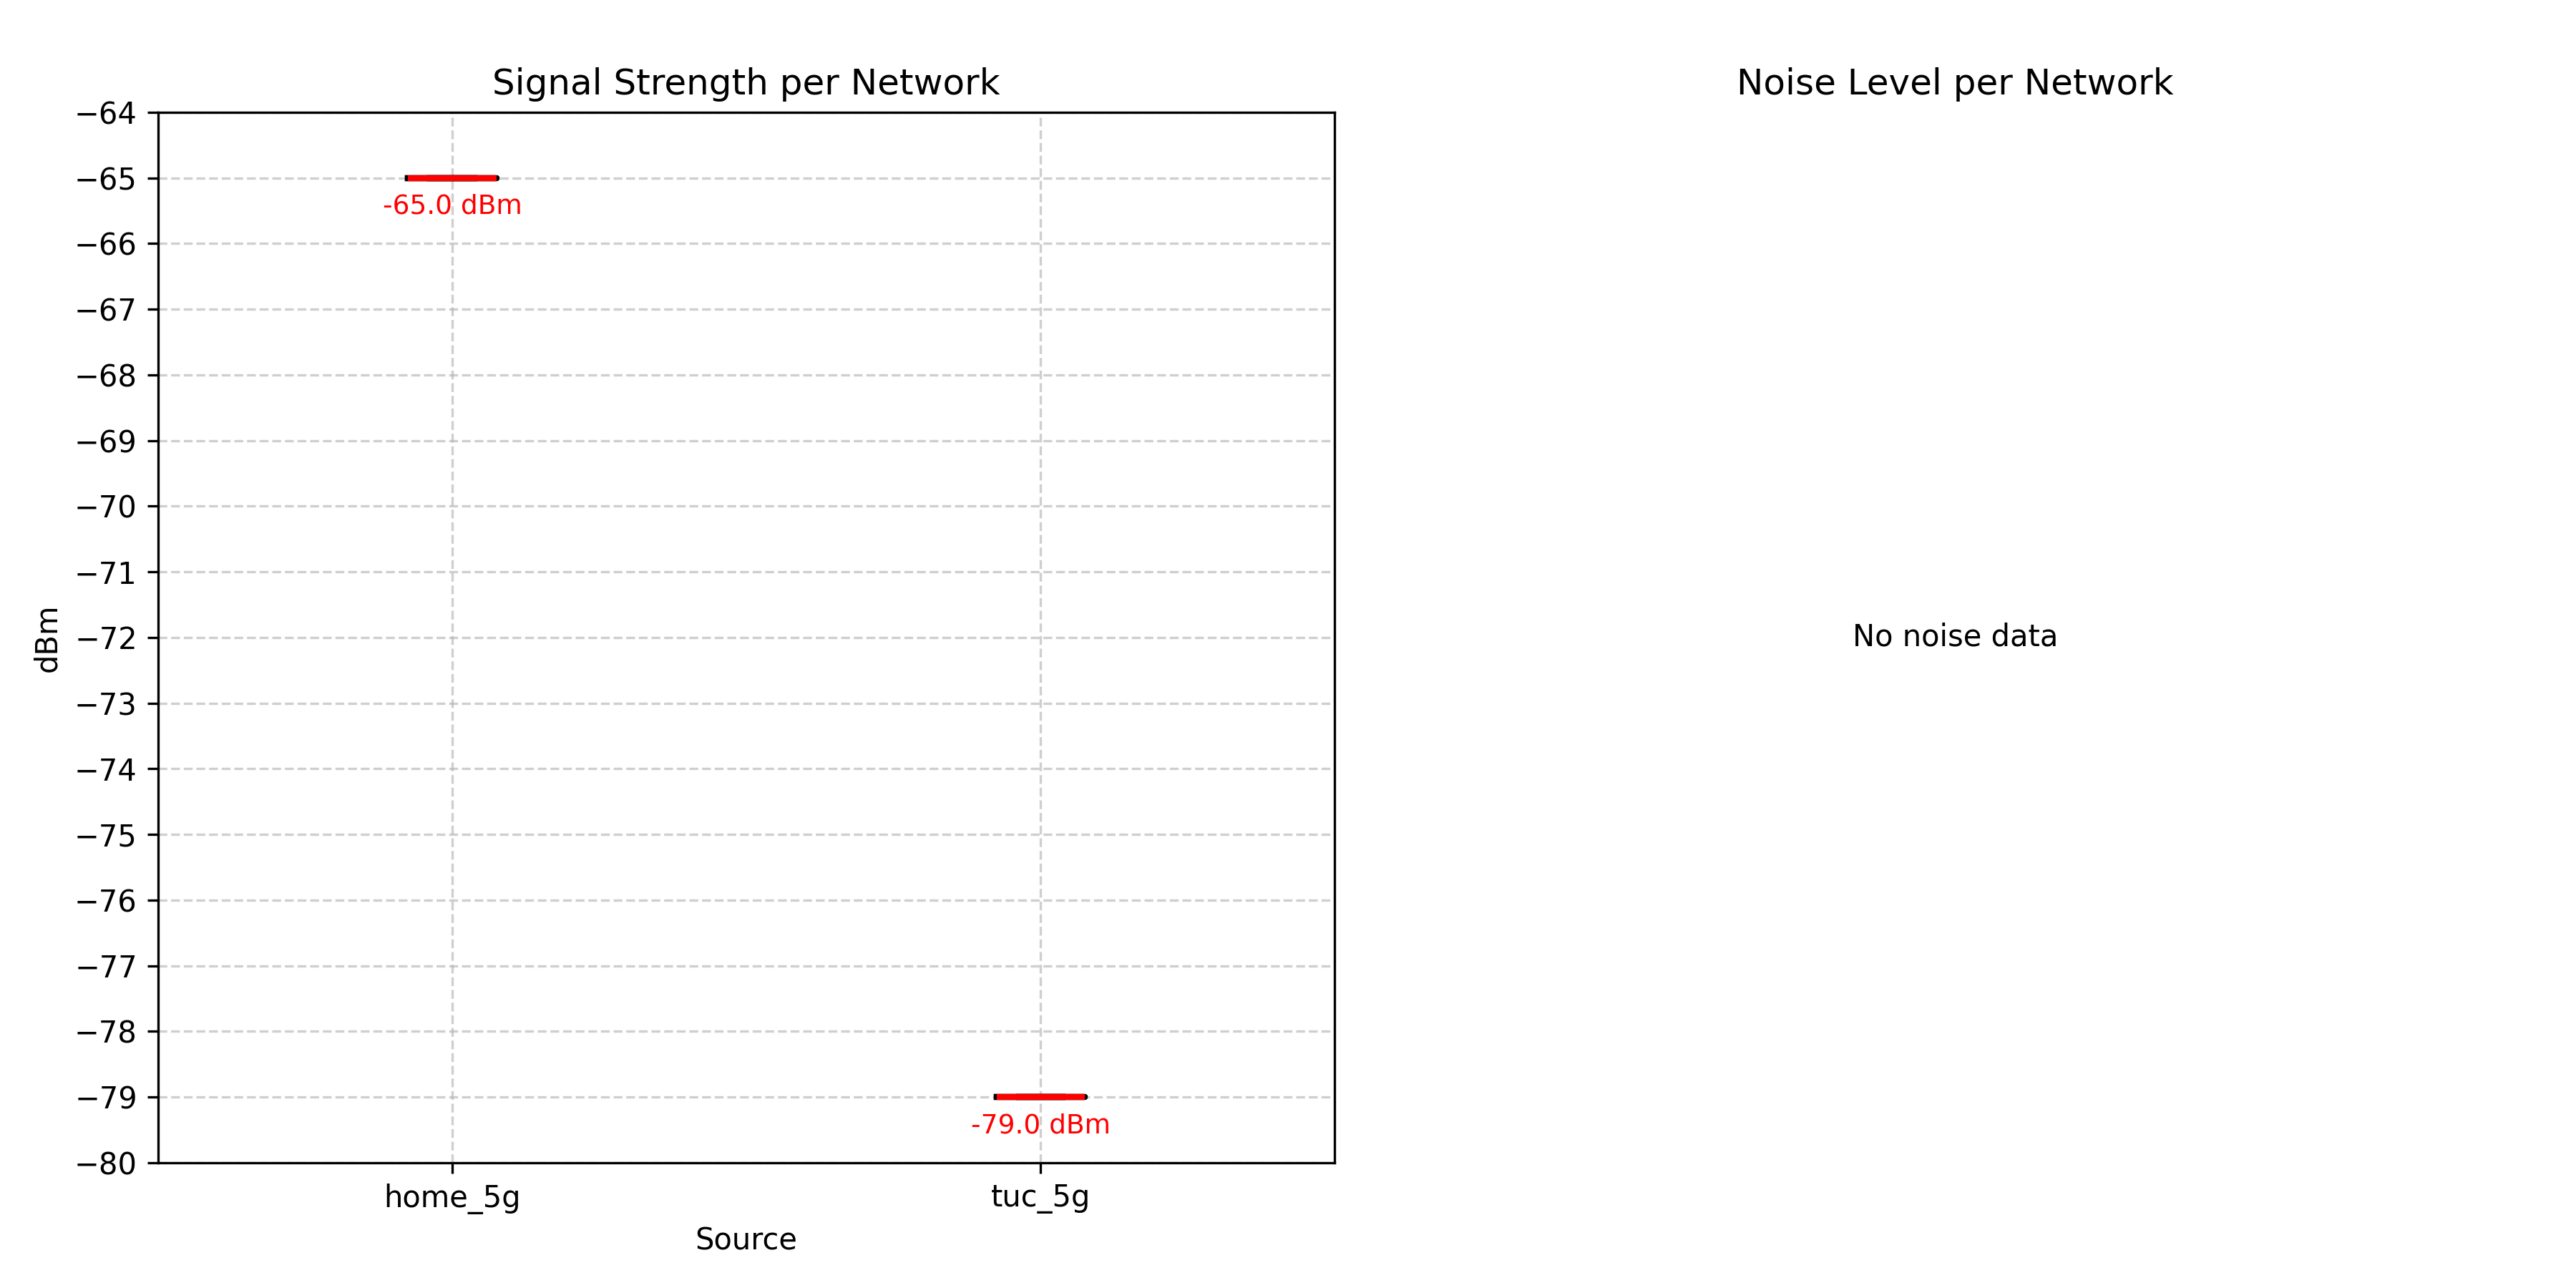 Signal Strength per Network
−64
−65
−66
−67
−68
−69
−70
−71
−72
−73
−74
−75
−76
−77
−78
−79
−80
dBm
-65.0 dBm
-79.0 dBm
home_5g
tuc_5g
Source
Noise Level per Network
No noise data